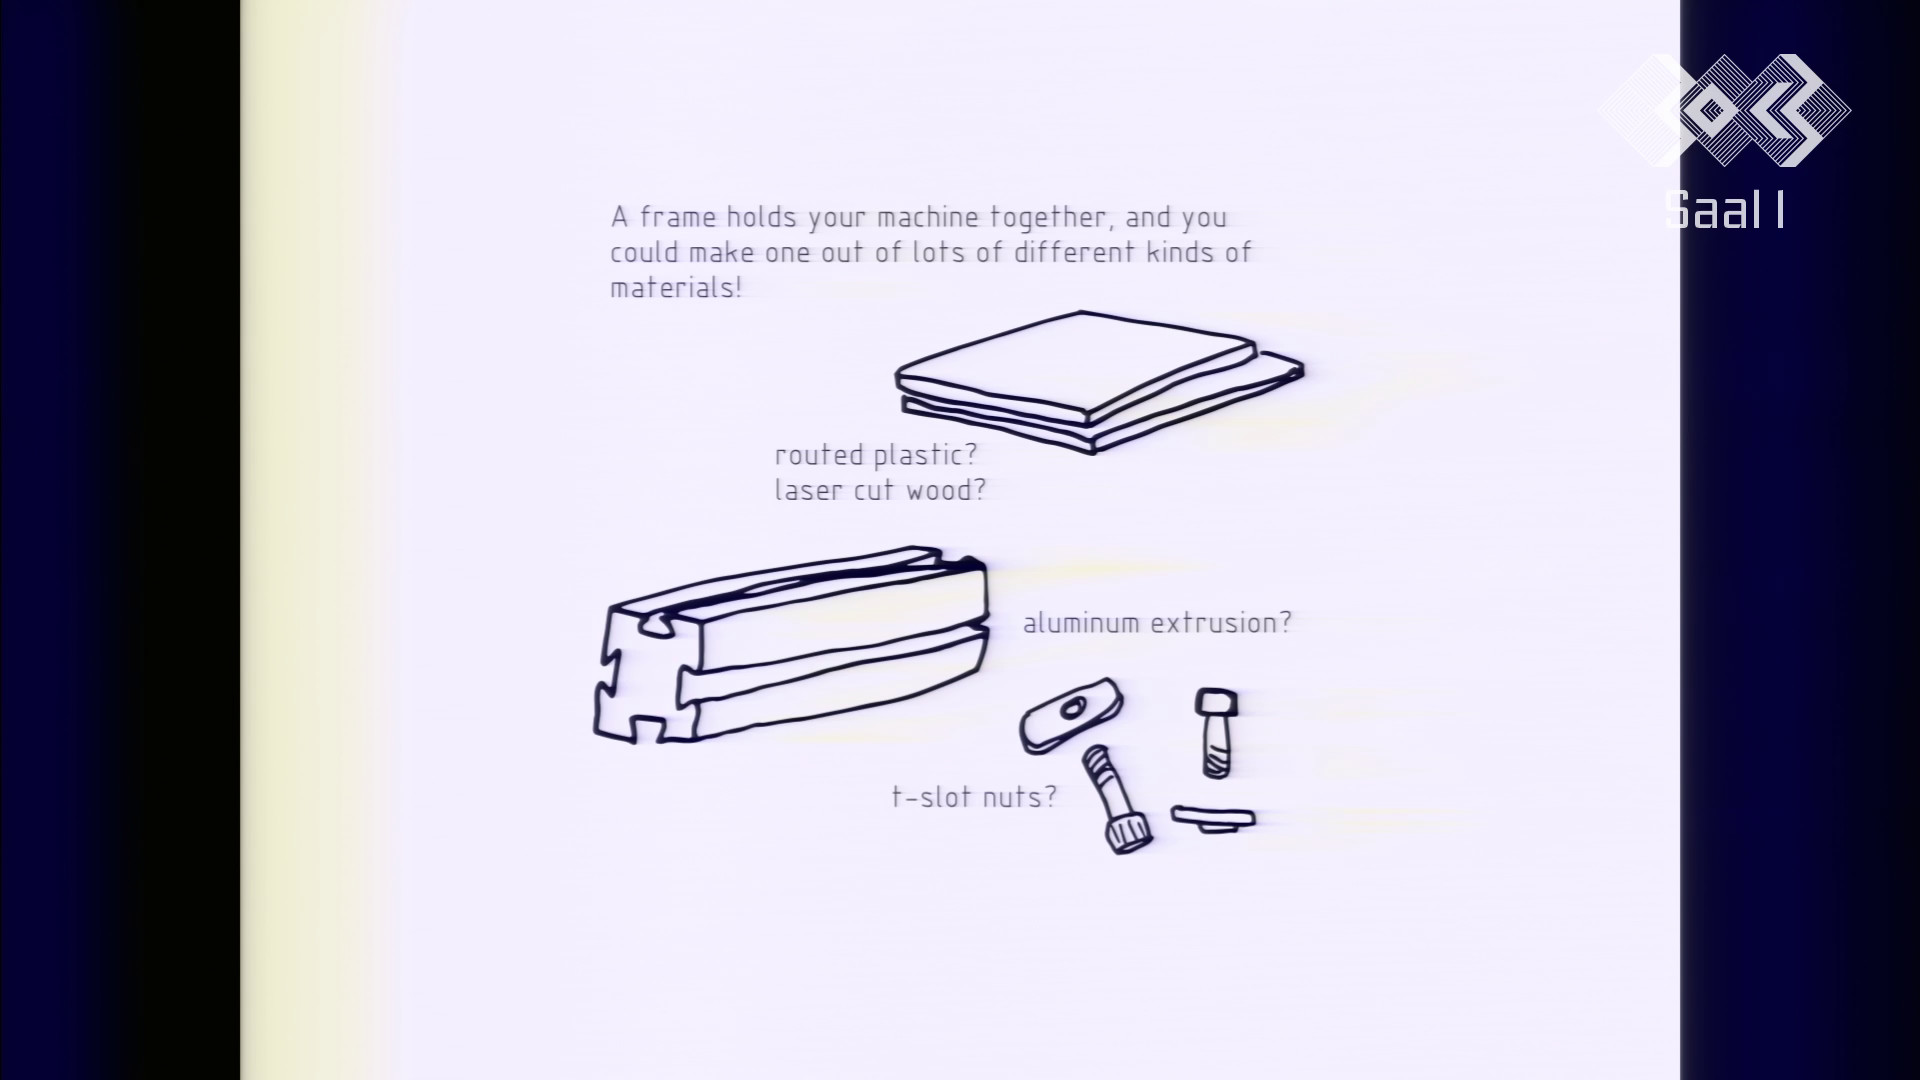 Saal 1
A frame holds your machine together, and you
could make one out of lots of different kinds of
materials!
routed plastic?
laser cut wood?
aluminum extrusion?
t-slot nuts?